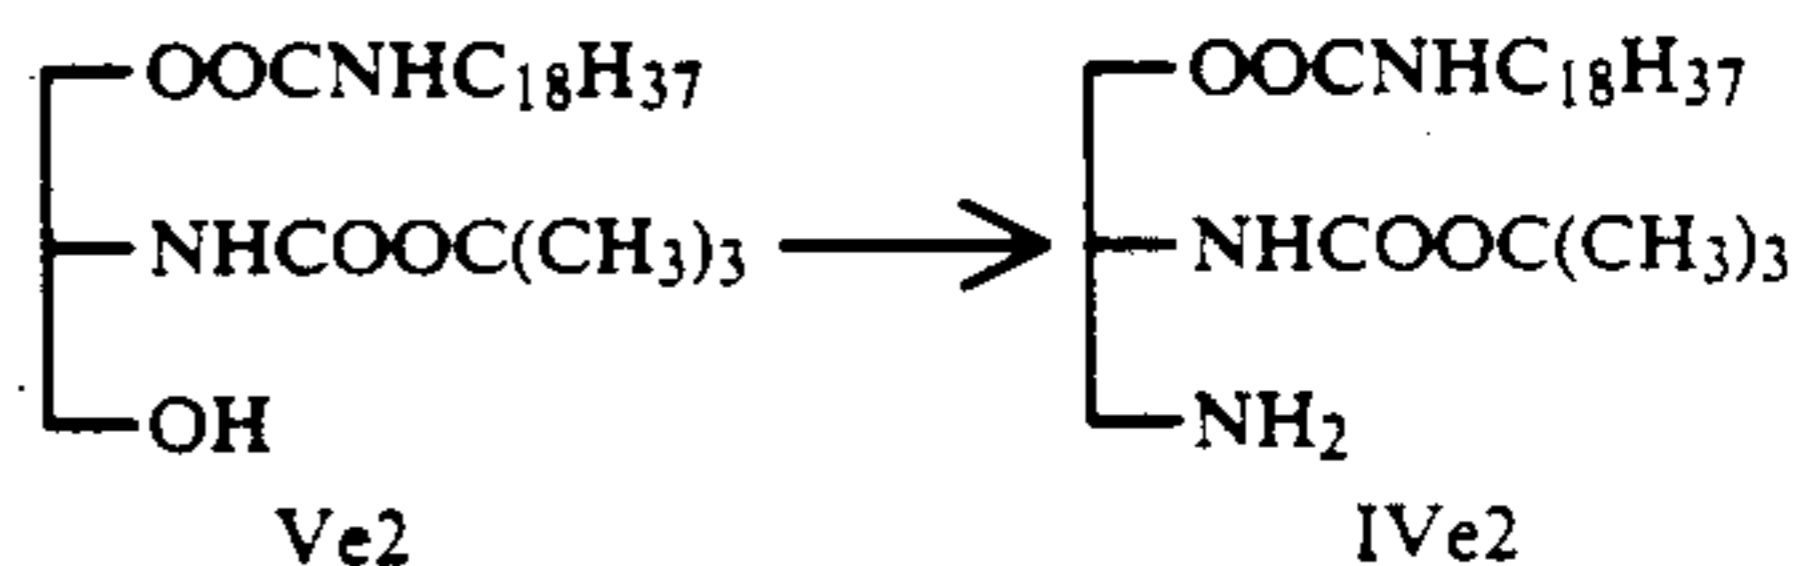 OOCNHC₁₈H₃₇ OOCNHC₁₈H₃₇
NHCOOC(CH₃)₃ NHCOOC(CH₃)₃
OH NH₂
Ve2 IVe2